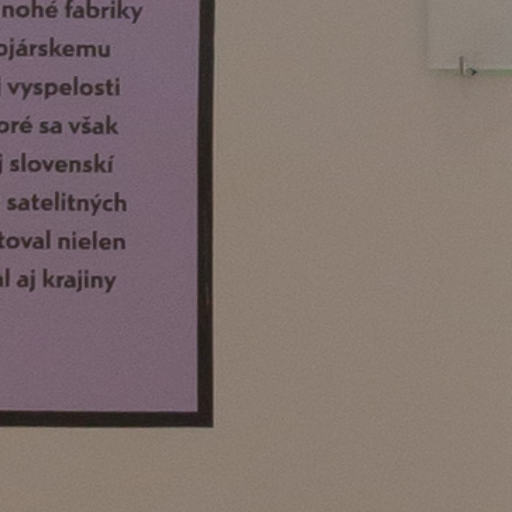 nohé fabriky
ojárskemu
vyspelosti
oré sa však
j slovenskí
satelitných
toval nielen
al aj krajiny